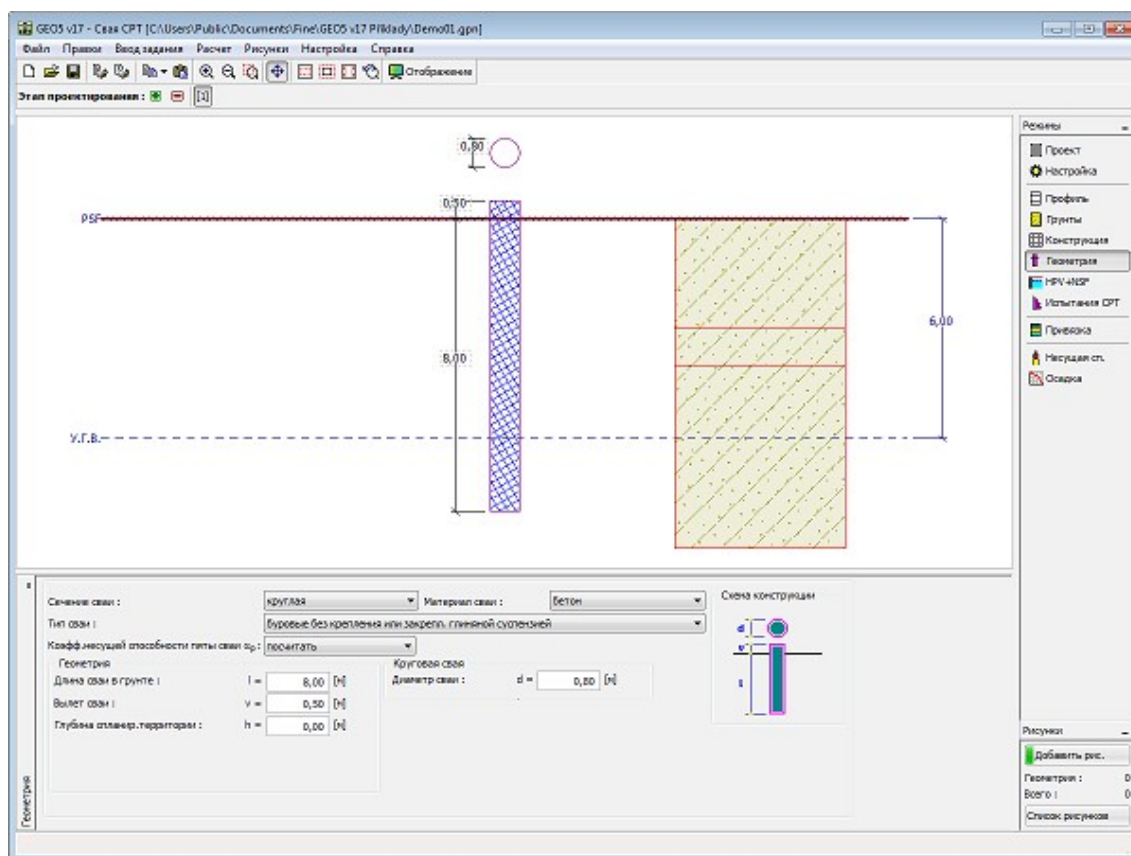 GEO5 v17 - Свая CPT [C:\Users\Public\Documents\Fine\GEO5 v17 Příklady\Demo01.gpn]
Файл Правки Ввод задания Расчет Рисунки Настройка Справка
Отображение
Этап проектирования : [1]
0,80
0,50
PSF
8,00
6,00
У.Г.В.
Режимы
Проект
Настройка
Профиль
Грунты
Конструкция
Геометрия
HPV+NSF
Испытания CPT
Привязка
Несущая сп.
Осадка
Геометрия
Сечение сваи : круглая Материал сваи : бетон
Тип сваи : буровые без крепления или закрепл. глиняной суспензией
Коэфф.несущей способности пяты сваи αp : посчитать
Геометрия
Длина сваи в грунте : l = 8,00 [м]
Вылет сваи : v = 0,50 [м]
Глубина спланир.территории : h = 0,00 [м]
Круговая свая
Диаметр сваи : d = 0,80 [м]
Схема конструкции
d
v
l
Рисунки
Добавить рис.
Геометрия : 0
Всего : 0
Список рисунков